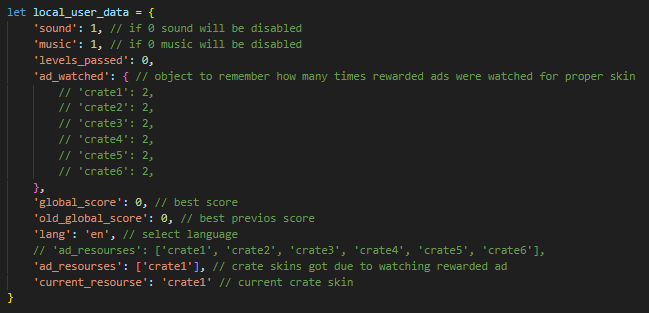 let local_user_data = {
    'sound': 1, // if 0 sound will be disabled
    'music': 1, // if 0 music will be disabled
    'levels_passed': 0,
    'ad_watched': { // object to remember how many times rewarded ads were watched for proper skin
        // 'crate1': 2,
        // 'crate2': 2,
        // 'crate3': 2,
        // 'crate4': 2,
        // 'crate5': 2,
        // 'crate6': 2,
    },
    'global_score': 0, // best score
    'old_global_score': 0, // best previos score
    'lang': 'en', // select language
    // 'ad_resourses': ['crate1', 'crate2', 'crate3', 'crate4', 'crate5', 'crate6'],
    'ad_resourses': ['crate1'], // crate skins got due to watching rewarded ad
    'current_resourse': 'crate1' // current crate skin
}